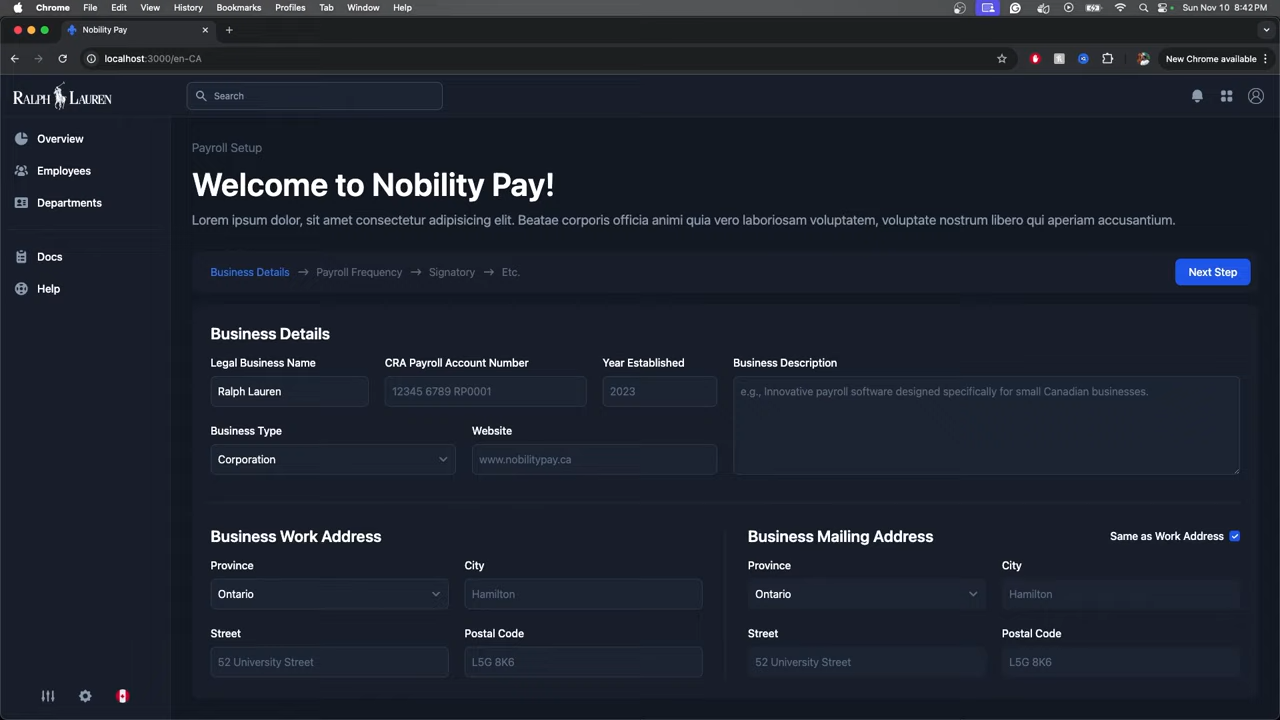 Chrome File Edit View History Bookmarks Profiles Tab Window Help Sun Nov 10 8:42 PM
Nobility Pay
localhost:3000/en-CA New Chrome available
RALPH LAUREN Search
Overview
Employees
Departments
Docs
Help
Payroll Setup
Welcome to Nobility Pay!
Lorem ipsum dolor, sit amet consectetur adipisicing elit. Beatae corporis officia animi quia vero laboriosam voluptatem, voluptate nostrum libero qui aperiam accusantium.
Business Details → Payroll Frequency → Signatory → Etc. Next Step
Business Details
Legal Business Name CRA Payroll Account Number Year Established Business Description
Ralph Lauren 12345 6789 RP0001 2023 e.g., Innovative payroll software designed specifically for small Canadian businesses.
Business Type Website
Corporation www.nobilitypay.ca
Business Work Address Business Mailing Address Same as Work Address
Province City Province City
Ontario Hamilton Ontario Hamilton
Street Postal Code Street Postal Code
52 University Street L5G 8K6 52 University Street L5G 8K6